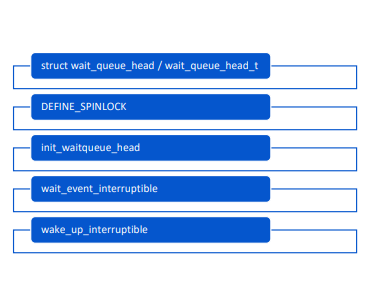 struct wait_queue_head / wait_queue_head_t
DEFINE_SPINLOCK
init_waitqueue_head
wait_event_interruptible
wake_up_interruptible